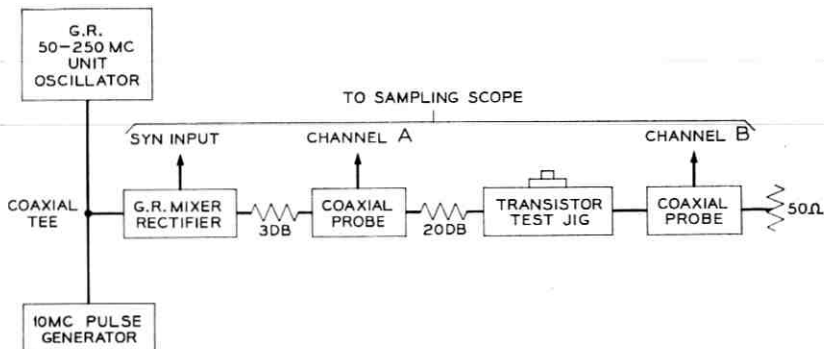 G.R.
50-250 MC
UNIT
OSCILLATOR
TO SAMPLING SCOPE
SYN INPUT
CHANNEL A
CHANNEL B
COAXIAL
TEE
G.R. MIXER
RECTIFIER
3DB
COAXIAL
PROBE
20DB
TRANSISTOR
TEST JIG
COAXIAL
PROBE
50Ω
10MC PULSE
GENERATOR